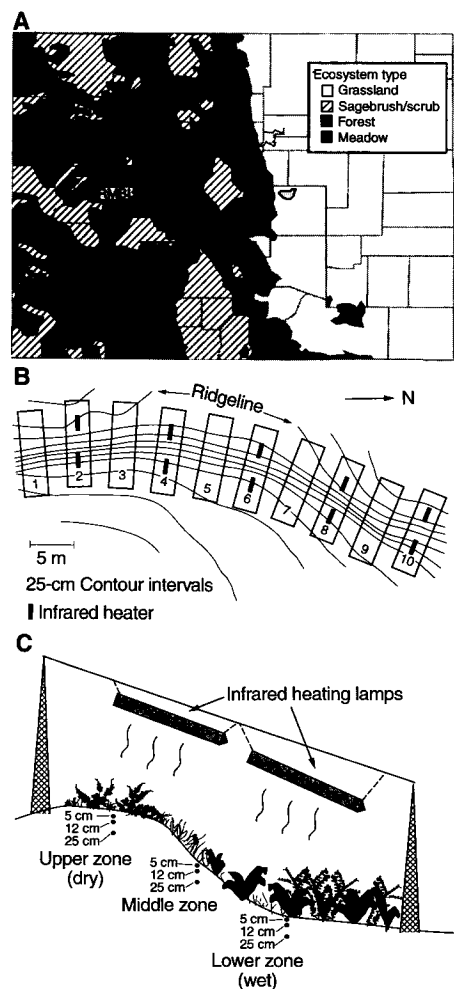 A
Ecosystem type
Grassland
Sagebrush/scrub
Forest
Meadow
B
Ridgeline
N
1
2
3
4
5
6
7
8
9
10
5 m
25-cm Contour intervals
Infrared heater
C
Infrared heating lamps
5 cm
12 cm
25 cm
Upper zone
(dry)
5 cm
12 cm
25 cm
Middle zone
5 cm
12 cm
25 cm
Lower zone
(wet)